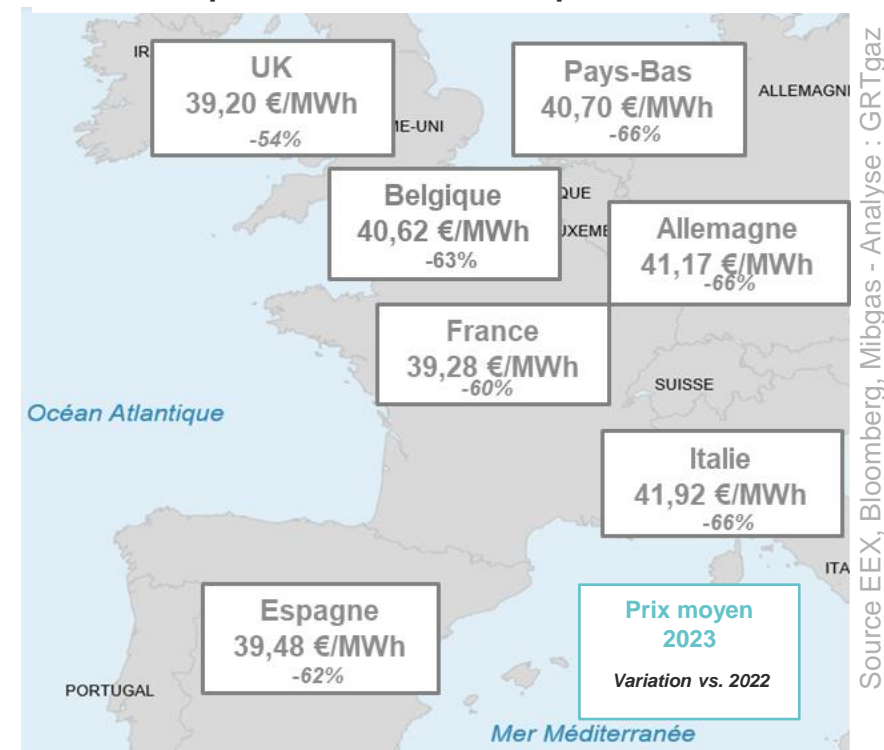 IR
UK
39,20 €/MWh
-54%
ME-UNI
Pays-Bas
40,70 €/MWh
-66%
ALLEMAGN
Belgique
40,62 €/MWh
-63%
QUE
UXEME
Allemagne
41,17 €/MWh
-66%
France
39,28 €/MWh
-60%
SUISSE
Océan Atlantique
Italie
41,92 €/MWh
-66%
ITA
Espagne
39,48 €/MWh
-62%
PORTUGAL
Prix moyen
2023
Variation vs. 2022
Mer Méditerranée
Source EEX, Bloomberg, Mibgas - Analyse : GRTgaz